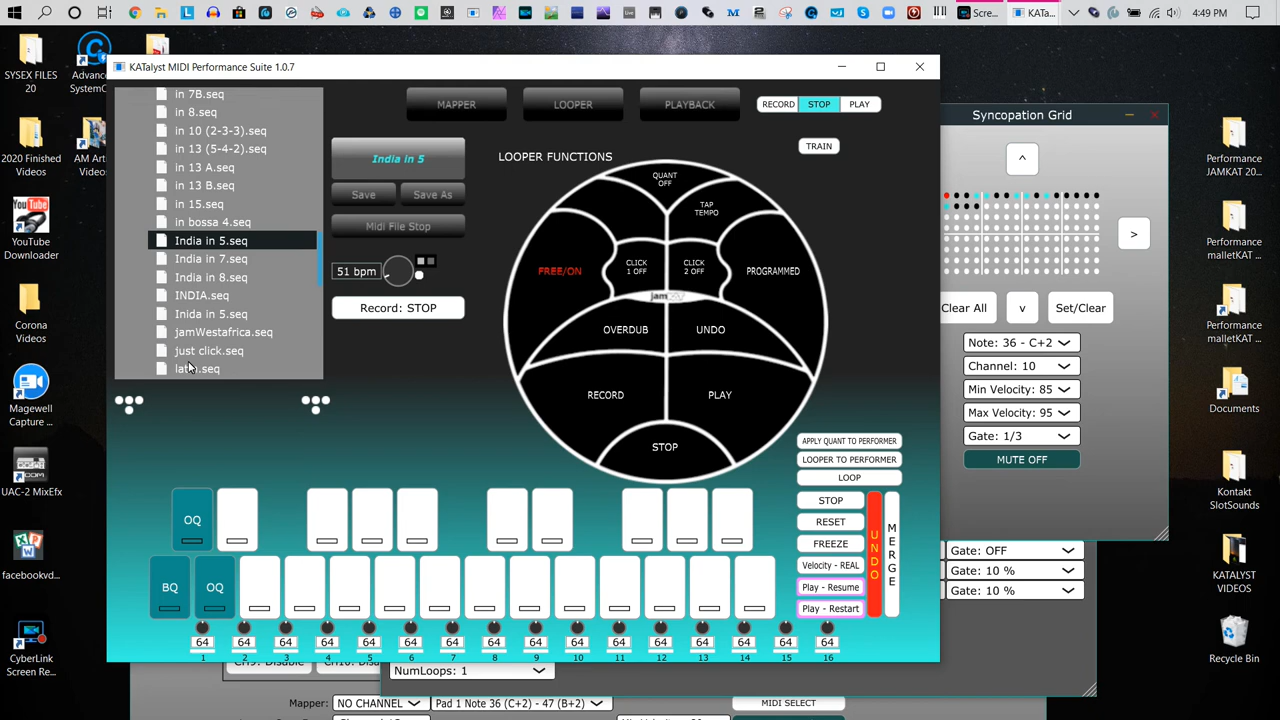 Scree...
KATa...
4:49 PM
SYSEX FILES
20
Advance
SystemC
2020 Finished
Videos
AM Art
Vide
YouTube
Downloader
Corona
Videos
Magewell
Capture ...
UAC-2 MixEfx
facebookvd...
CyberLink
Screen Re...
KATalyst MIDI Performance Suite 1.0.7
in 7B.seq
in 8.seq
in 10 (2-3-3).seq
in 13 (5-4-2).seq
in 13 A.seq
in 13 B.seq
in 15.seq
in bossa 4.seq
India in 5.seq
India in 7.seq
India in 8.seq
INDIA.seq
Inida in 5.seq
jamWestafrica.seq
just click.seq
latin.seq
MAPPER
LOOPER
PLAYBACK
RECORD
STOP
PLAY
TRAIN
India in 5
Save
Save As
Midi File Stop
51 bpm
Record: STOP
LOOPER FUNCTIONS
QUANT
OFF
TAP
TEMPO
FREE/ON
CLICK
1 OFF
CLICK
2 OFF
PROGRAMMED
OVERDUB
UNDO
RECORD
PLAY
STOP
APPLY QUANT TO PERFORMER
LOOPER TO PERFORMER
LOOP
STOP
RESET
FREEZE
Velocity - REAL
Play - Resume
Play - Restart
UNDO
MERGE
OQ
BQ
OQ
64 64 64 64 64 64 64 64 64 64 64 64 64 64 64 64
1 2 3 4 5 6 7 8 9 10 11 12 13 14 15 16
Syncopation Grid
^
>
Clear All
v
Set/Clear
Note: 36 - C+2
Channel: 10
Min Velocity: 85
Max Velocity: 95
Gate: 1/3
MUTE OFF
Gate: OFF
Gate: 10 %
Gate: 10 %
NumLoops: 1
Mapper:
NO CHANNEL
Pad 1 Note 36 (C+2) - 47 (B+2)
MIDI SELECT
Performance
JAMKAT 20...
Performance
malletKAT ...
Performance
malletKAT ...
Documents
Kontakt
SlotSounds
KATALYST
VIDEOS
Recycle Bin